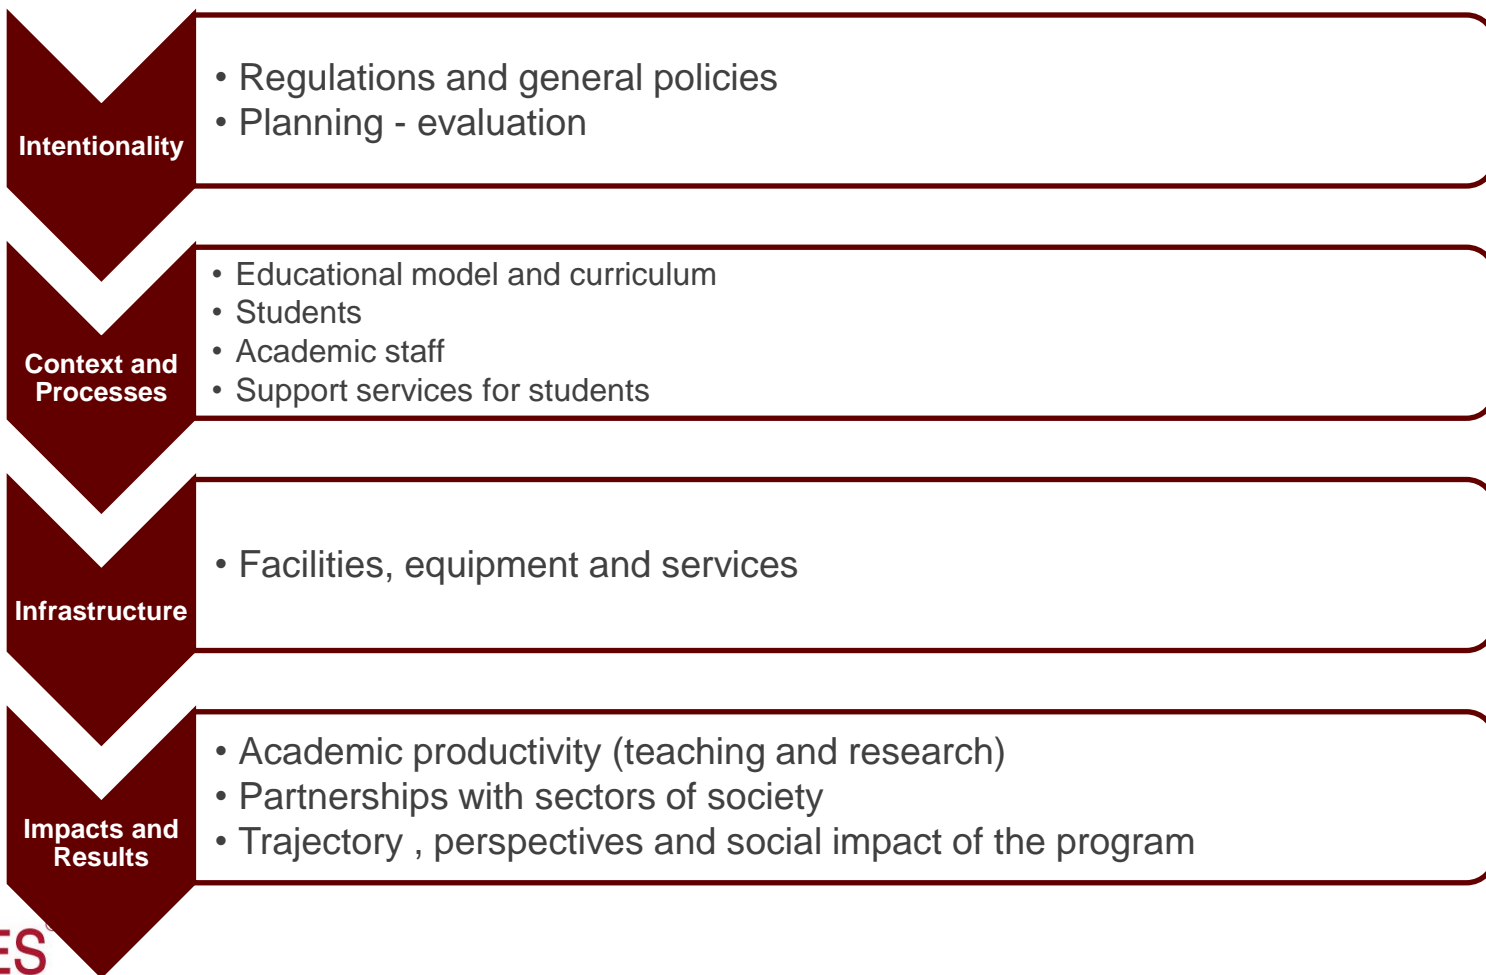 Intentionality
• Regulations and general policies
• Planning - evaluation
Context and
Processes
• Educational model and curriculum
• Students
• Academic staff
• Support services for students
Infrastructure
• Facilities, equipment and services
Impacts and
Results
• Academic productivity (teaching and research)
• Partnerships with sectors of society
• Trajectory , perspectives and social impact of the program
ES